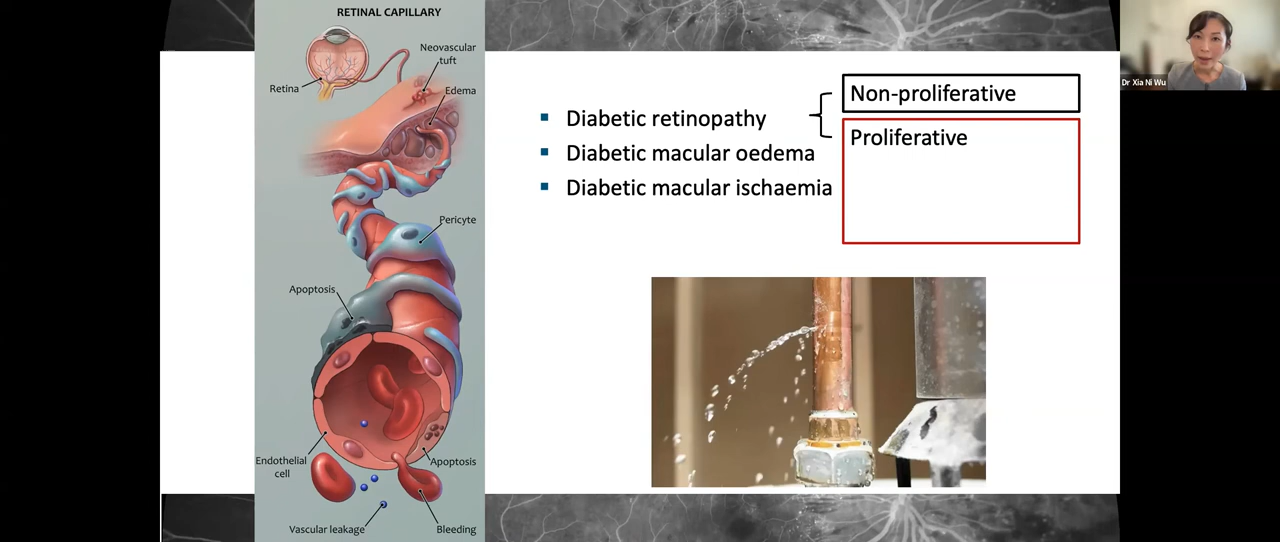 RETINAL CAPILLARY
Neovascular
tuft
Retina
Edema
Pericyte
Apoptosis
Endothelial
cell
Apoptosis
Vascular leakage
Bleeding
▪ Diabetic retinopathy
▪ Diabetic macular oedema
▪ Diabetic macular ischaemia
Non-proliferative
Proliferative
Dr Xia Ni Wu